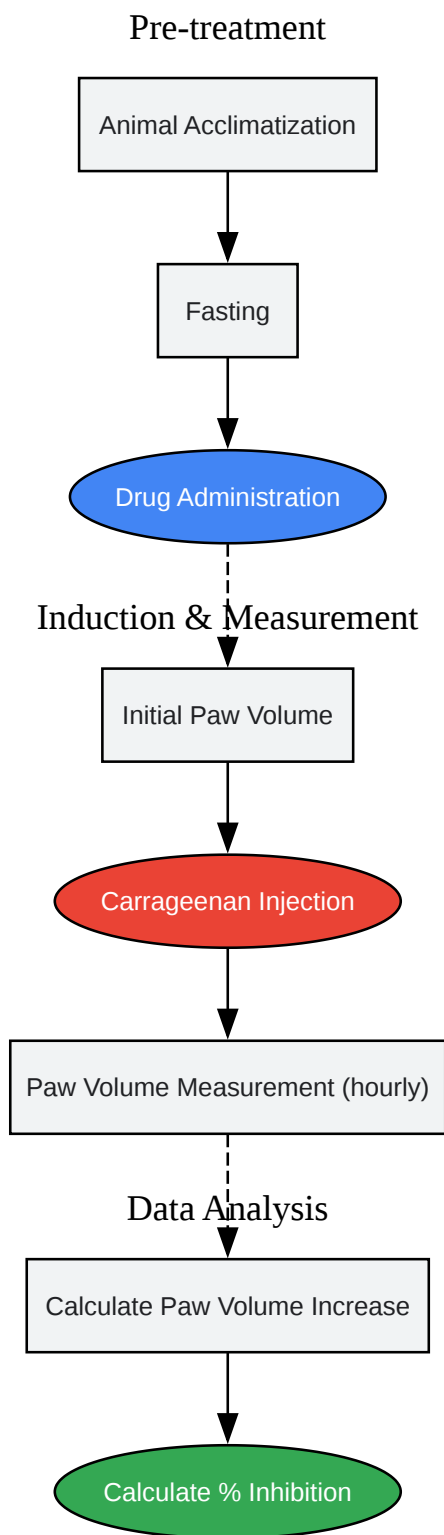 Pre-treatment
Animal Acclimatization
Fasting
Drug Administration
Induction & Measurement
Initial Paw Volume
Carrageenan Injection
Paw Volume Measurement (hourly)
Data Analysis
Calculate Paw Volume Increase
Calculate % Inhibition